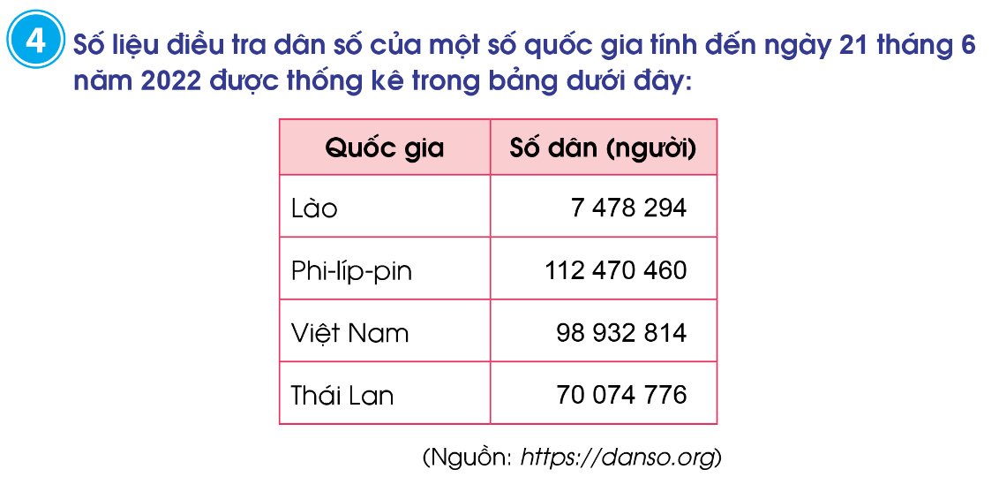 4
Số liệu điều tra dân số của một số quốc gia tính đến ngày 21 tháng 6
năm 2022 được thống kê trong bảng dưới đây:
Quốc gia Số dân (người)
Lào 7 478 294
Phi-líp-pin 112 470 460
Việt Nam 98 932 814
Thái Lan 70 074 776
(Nguồn: https://danso.org)